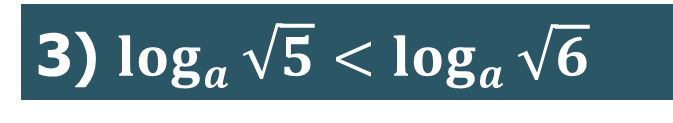 3) logₐ √5 < logₐ √6